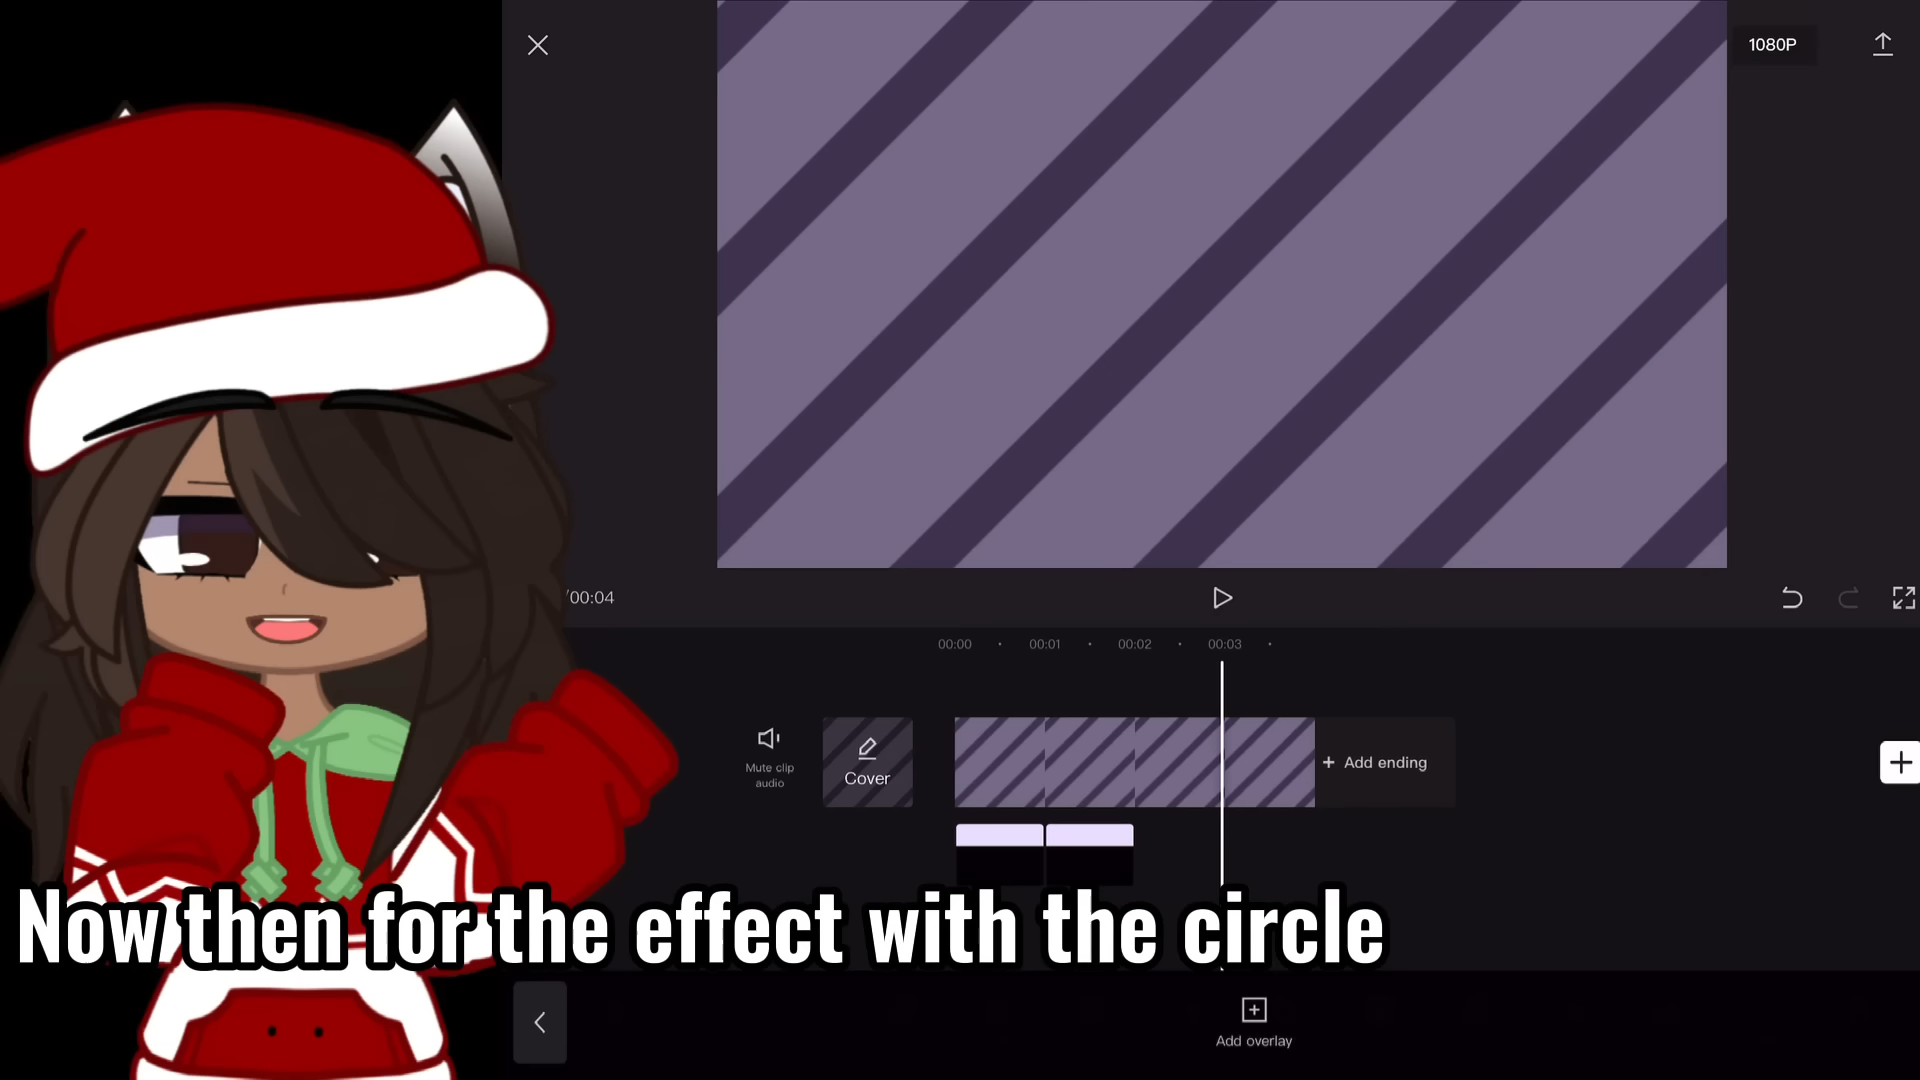 1080P
/00:04
00:00 00:01 00:02 00:03
Mute clip
audio
Cover
+ Add ending
Now then for the effect with the circle
Add overlay